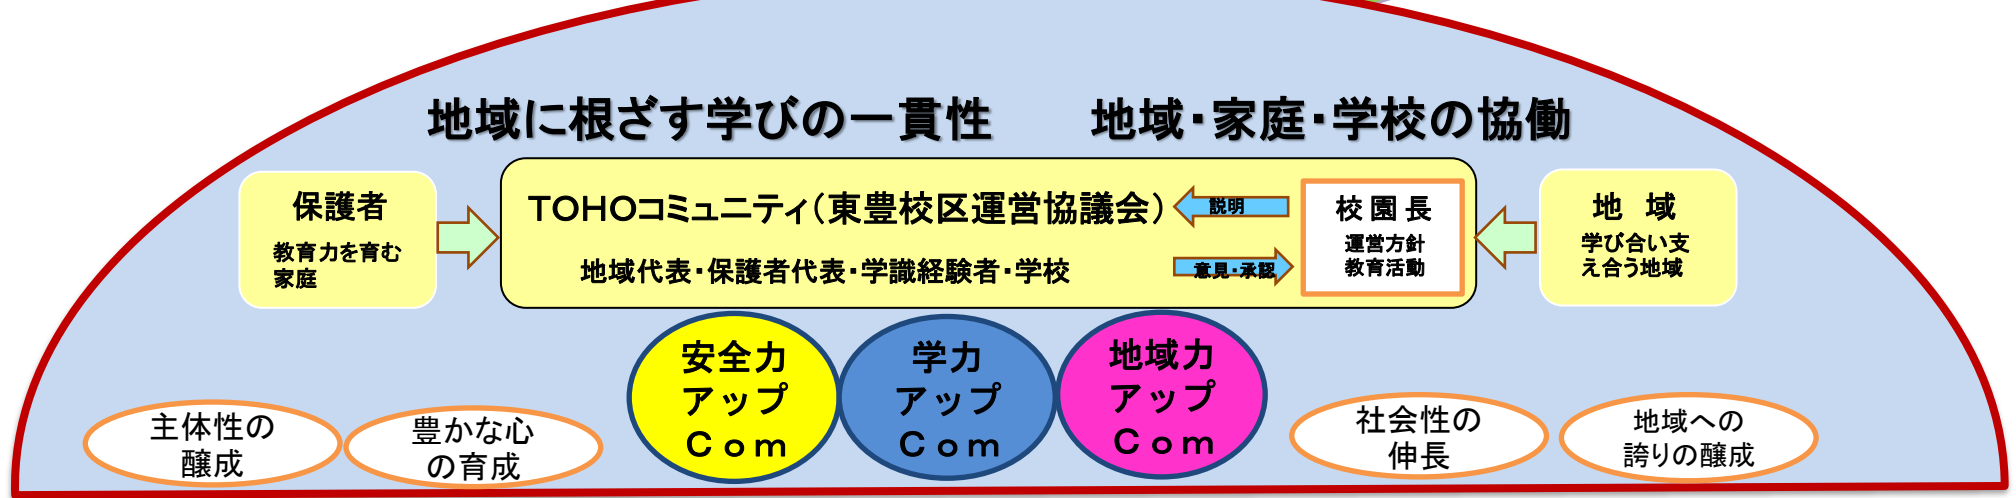 地域に根ざす学びの一貫性　地域・家庭・学校の協働
保護者
教育力を育む
家庭
TOHOコミュニティ(東豊校区運営協議会)
地域代表・保護者代表・学識経験者・学校
説明
意見・承認
校園長
運営方針
教育活動
地　域
学び合い支
え合う地域
安全力
アップ
Com
学力
アップ
Com
地域力
アップ
Com
主体性の
醸成
豊かな心
の育成
社会性の
伸長
地域への
誇りの醸成